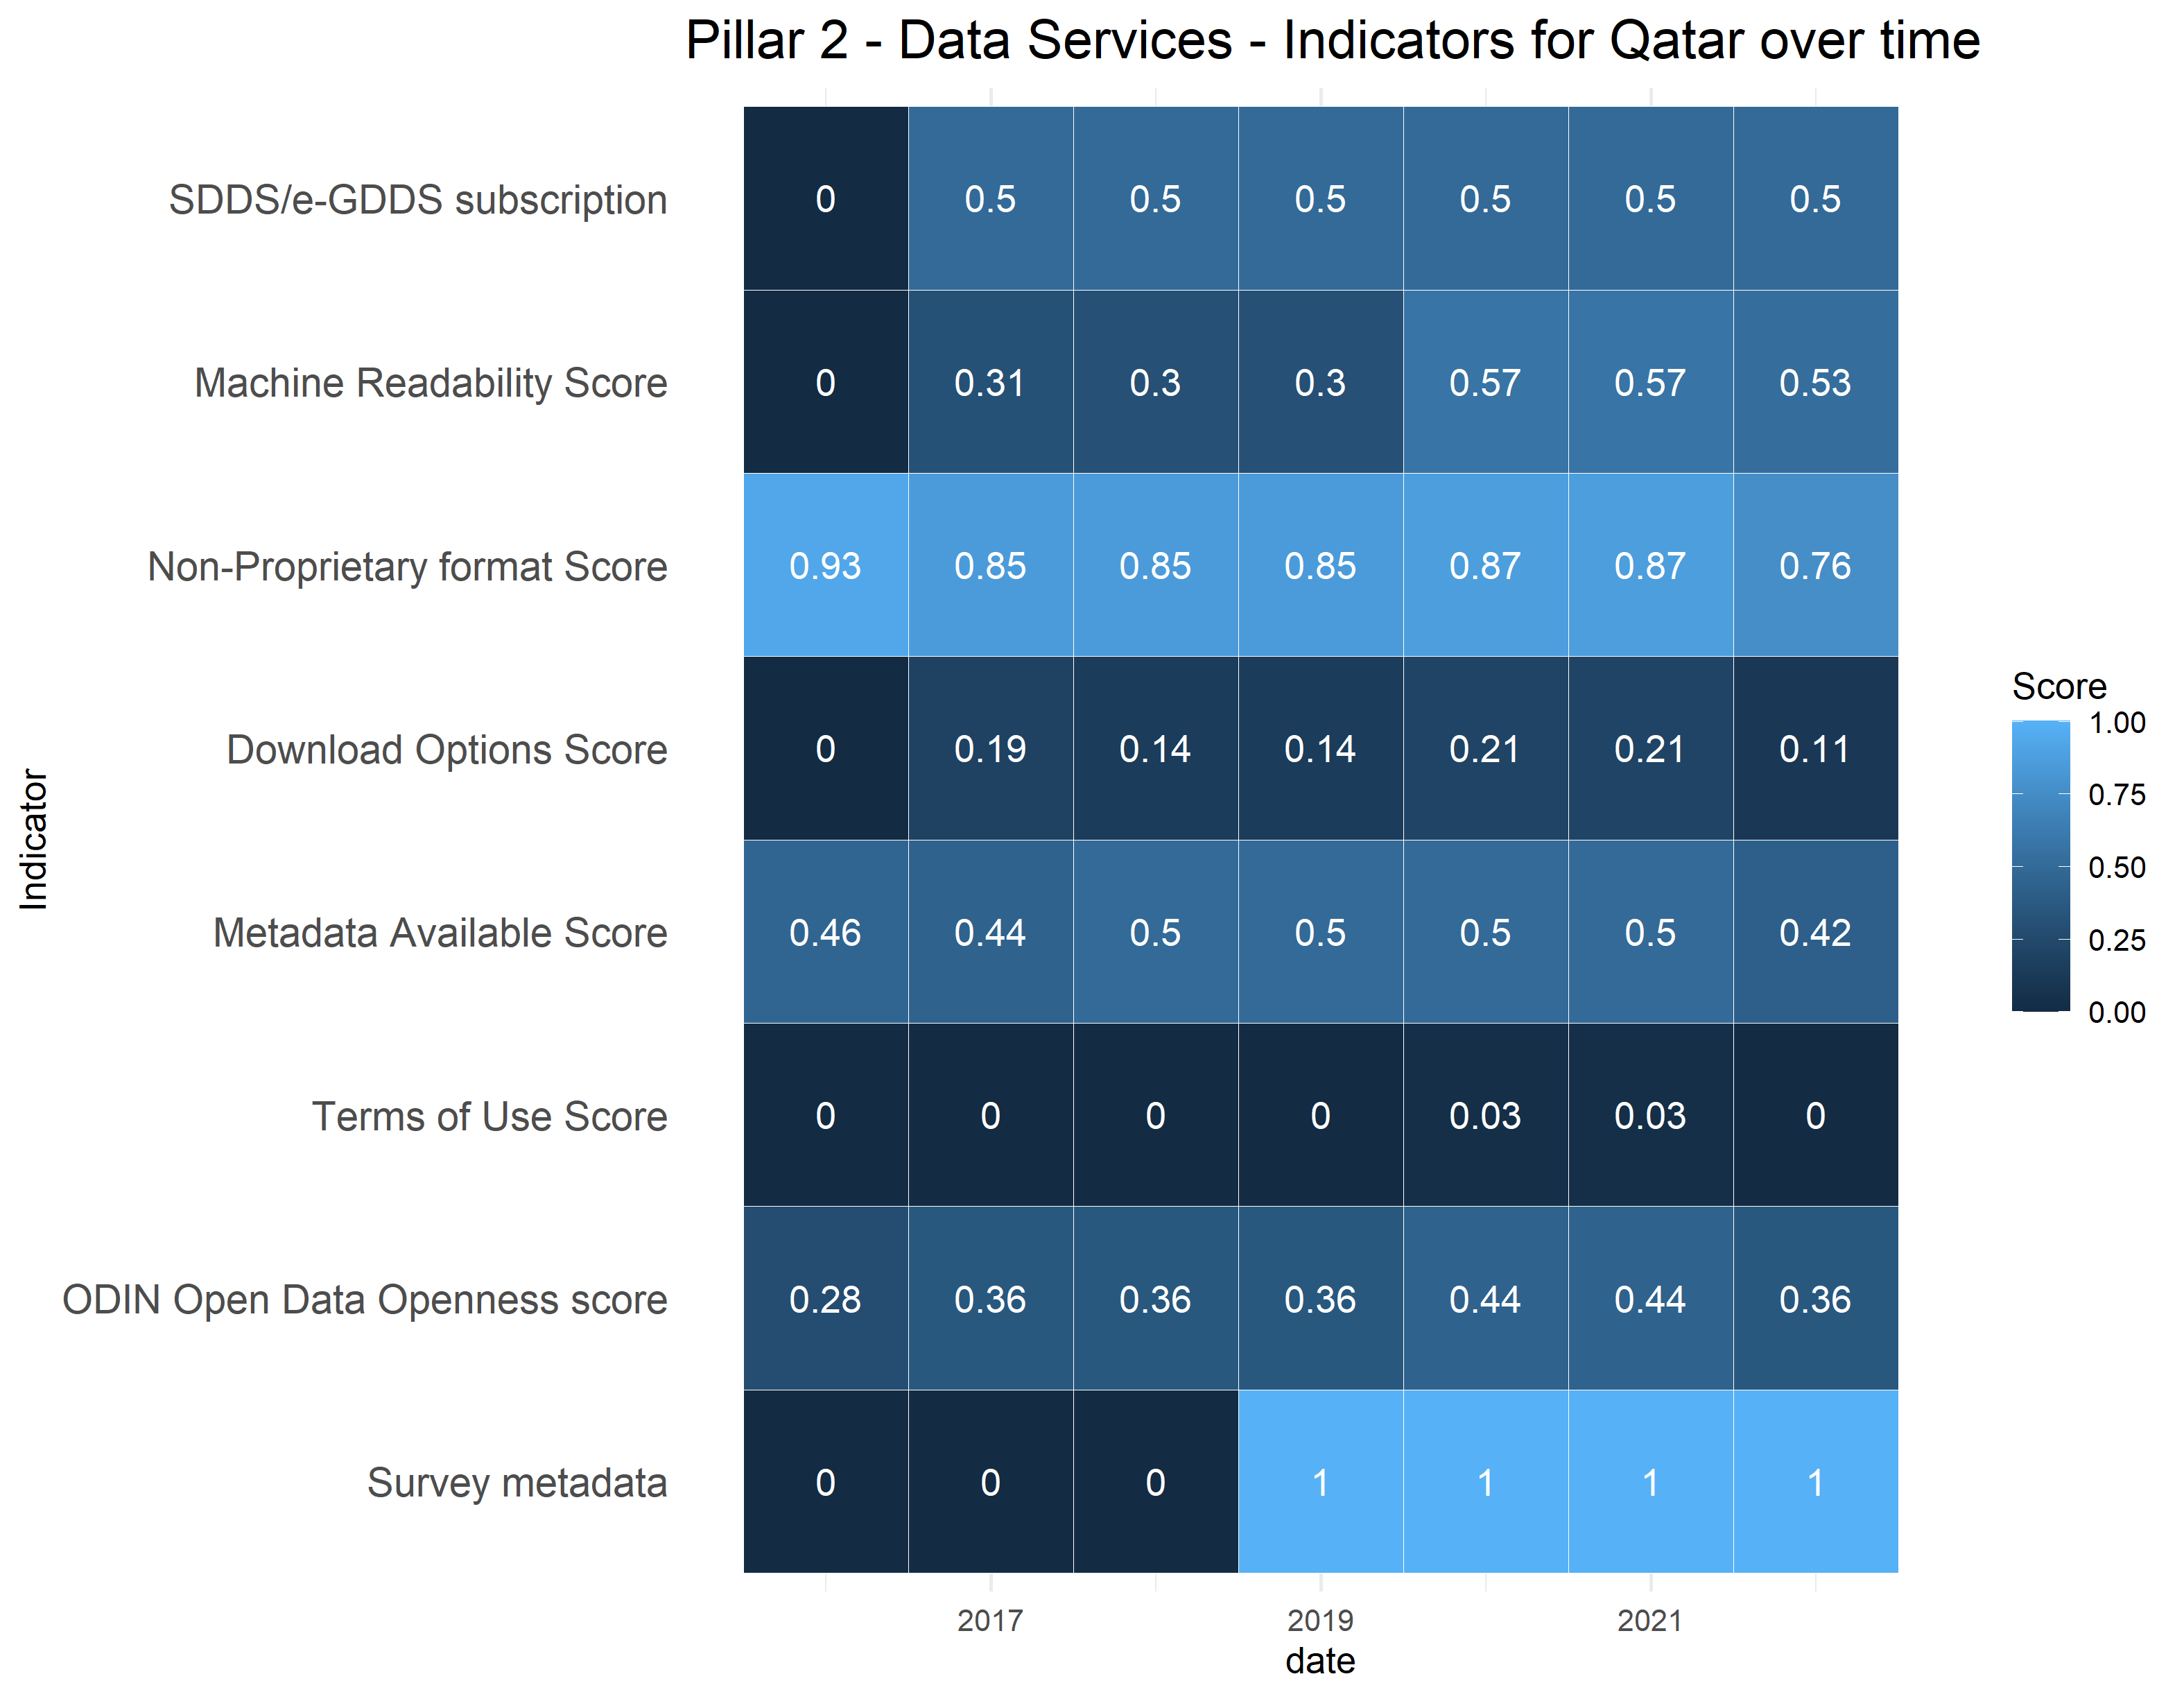 Pillar 2 - Data Services - Indicators for Qatar over time
Indicator
SDDS/e-GDDS subscription 0 0.5 0.5 0.5 0.5 0.5 0.5
Machine Readability Score 0 0.31 0.3 0.3 0.57 0.57 0.53
Non-Proprietary format Score 0.93 0.85 0.85 0.85 0.87 0.87 0.76
Download Options Score 0 0.19 0.14 0.14 0.21 0.21 0.11
Metadata Available Score 0.46 0.44 0.5 0.5 0.5 0.5 0.42
Terms of Use Score 0 0 0 0 0.03 0.03 0
ODIN Open Data Openness score 0.28 0.36 0.36 0.36 0.44 0.44 0.36
Survey metadata 0 0 0 1 1 1 1
2017 2019 2021
date
Score
1.00
0.75
0.50
0.25
0.00